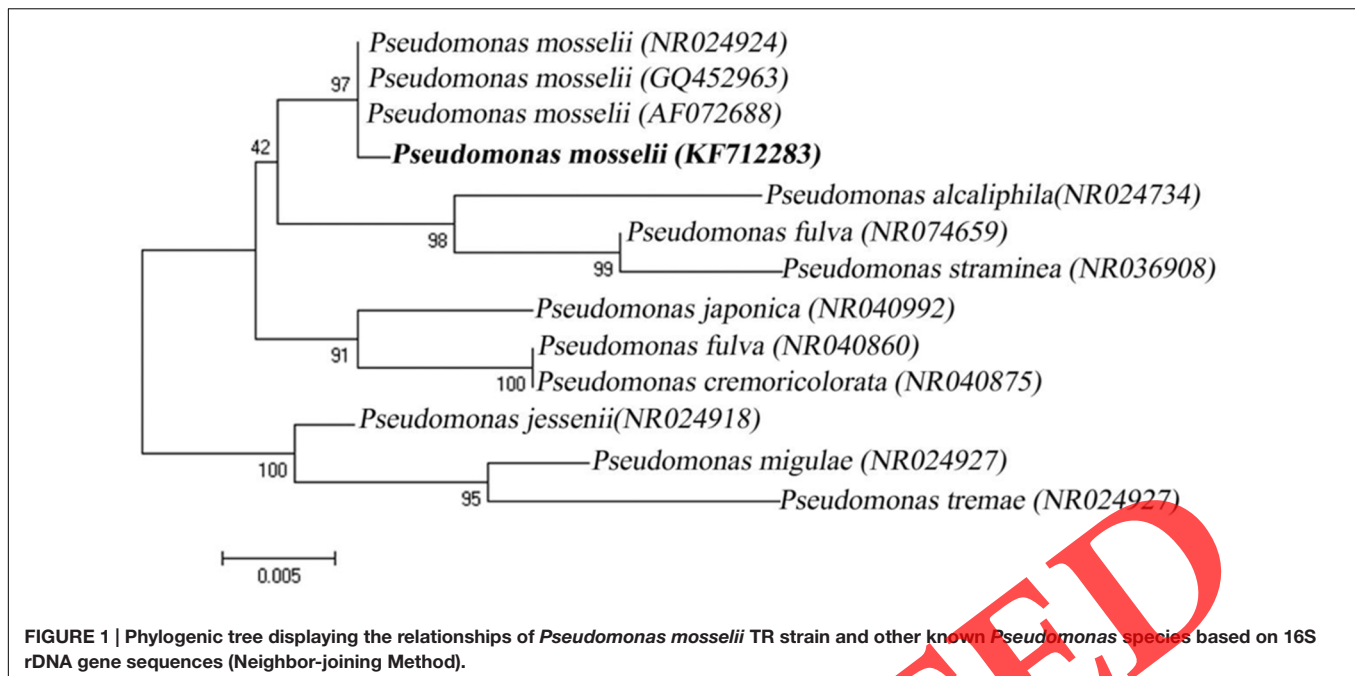 Pseudomonas mosselii (NR024924)
Pseudomonas mosselii (GQ452963)
97
Pseudomonas mosselii (AF072688)
42
Pseudomonas mosselii (KF712283)
Pseudomonas alcaliphila(NR024734)
98
Pseudomonas fulva (NR074659)
99
Pseudomonas straminea (NR036908)
Pseudomonas japonica (NR040992)
91
Pseudomonas fulva (NR040860)
100
Pseudomonas cremoricolorata (NR040875)
Pseudomonas jessenii(NR024918)
100
Pseudomonas migulae (NR024927)
95
Pseudomonas tremae (NR024927)
0.005
FIGURE 1 | Phylogenic tree displaying the relationships of Pseudomonas mosselii TR strain and other known Pseudomonas species based on 16S
rDNA gene sequences (Neighbor-joining Method).